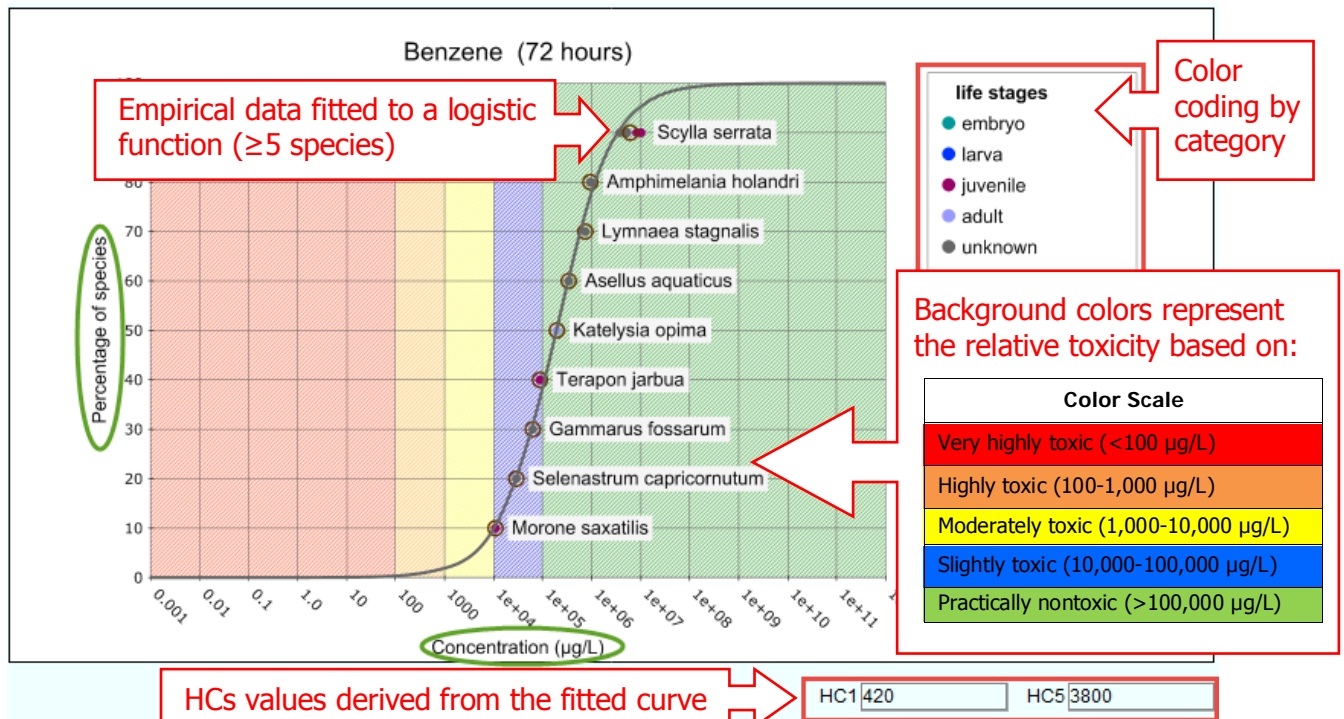 Benzene (72 hours)
Empirical data fitted to a logistic
function (≥5 species)
Color
coding by
category
life stages
embryo
larva
juvenile
adult
unknown
Scylla serrata
Amphimelania holandri
Lymnaea stagnalis
Asellus aquaticus
Katelysia opima
Terapon jarbua
Gammarus fossarum
Selenastrum capricornutum
Morone saxatilis
Percentage of species
80
70
60
50
40
30
20
10
0
0.001
0.01
0.1
1.0
10
100
1000
1e+04
1e+05
1e+06
1e+07
1e+08
1e+09
1e+10
1e+11
Concentration (µg/L)
Background colors represent
the relative toxicity based on:
Color Scale
Very highly toxic (<100 µg/L)
Highly toxic (100-1,000 µg/L)
Moderately toxic (1,000-10,000 µg/L)
Slightly toxic (10,000-100,000 µg/L)
Practically nontoxic (>100,000 µg/L)
HCs values derived from the fitted curve
HC1 420 HC5 3800